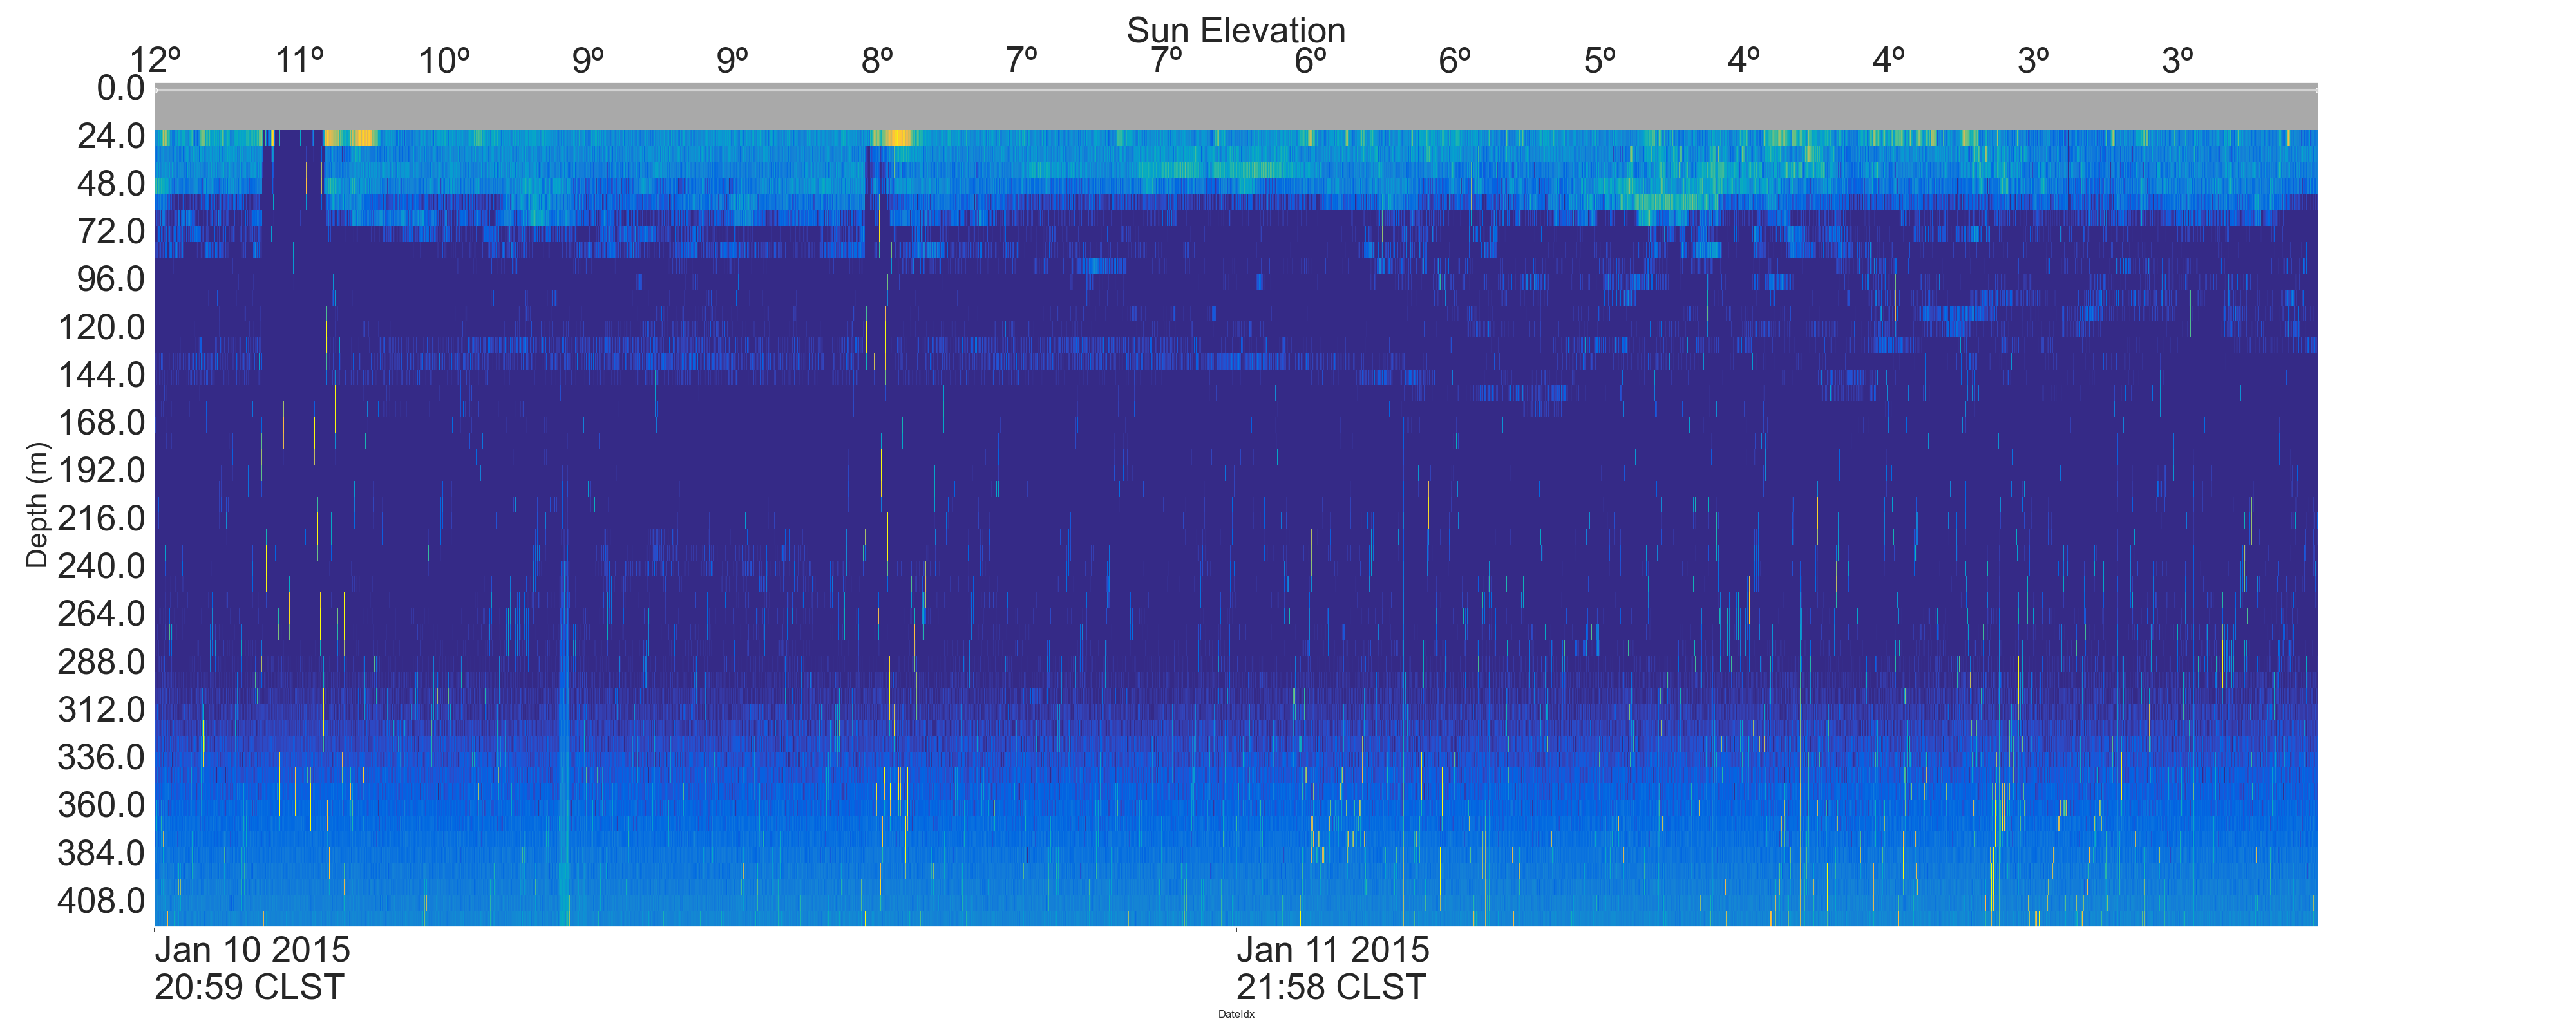 Sun Elevation
12º 11º 10º 9º 9º 8º 7º 7º 6º 6º 5º 4º 4º 3º 3º
0.0
24.0
48.0
72.0
96.0
120.0
144.0
168.0
192.0
216.0
240.0
264.0
288.0
312.0
336.0
360.0
384.0
408.0
Depth (m)
Jan 10 2015
20:59 CLST
Jan 11 2015
21:58 CLST
DateIdx